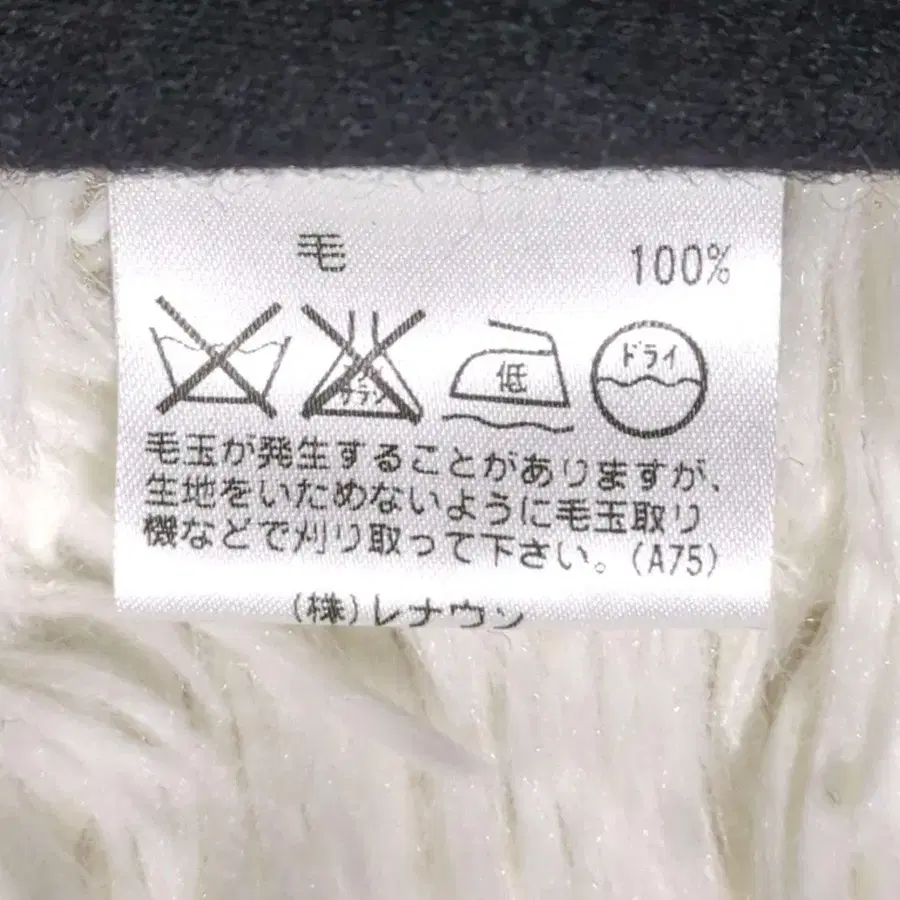 毛 100%
低 ドライ
毛玉が発生することがありますが、
生地をいためないように毛玉取り
機などで刈り取って下さい。(A75)
(株)レナウン